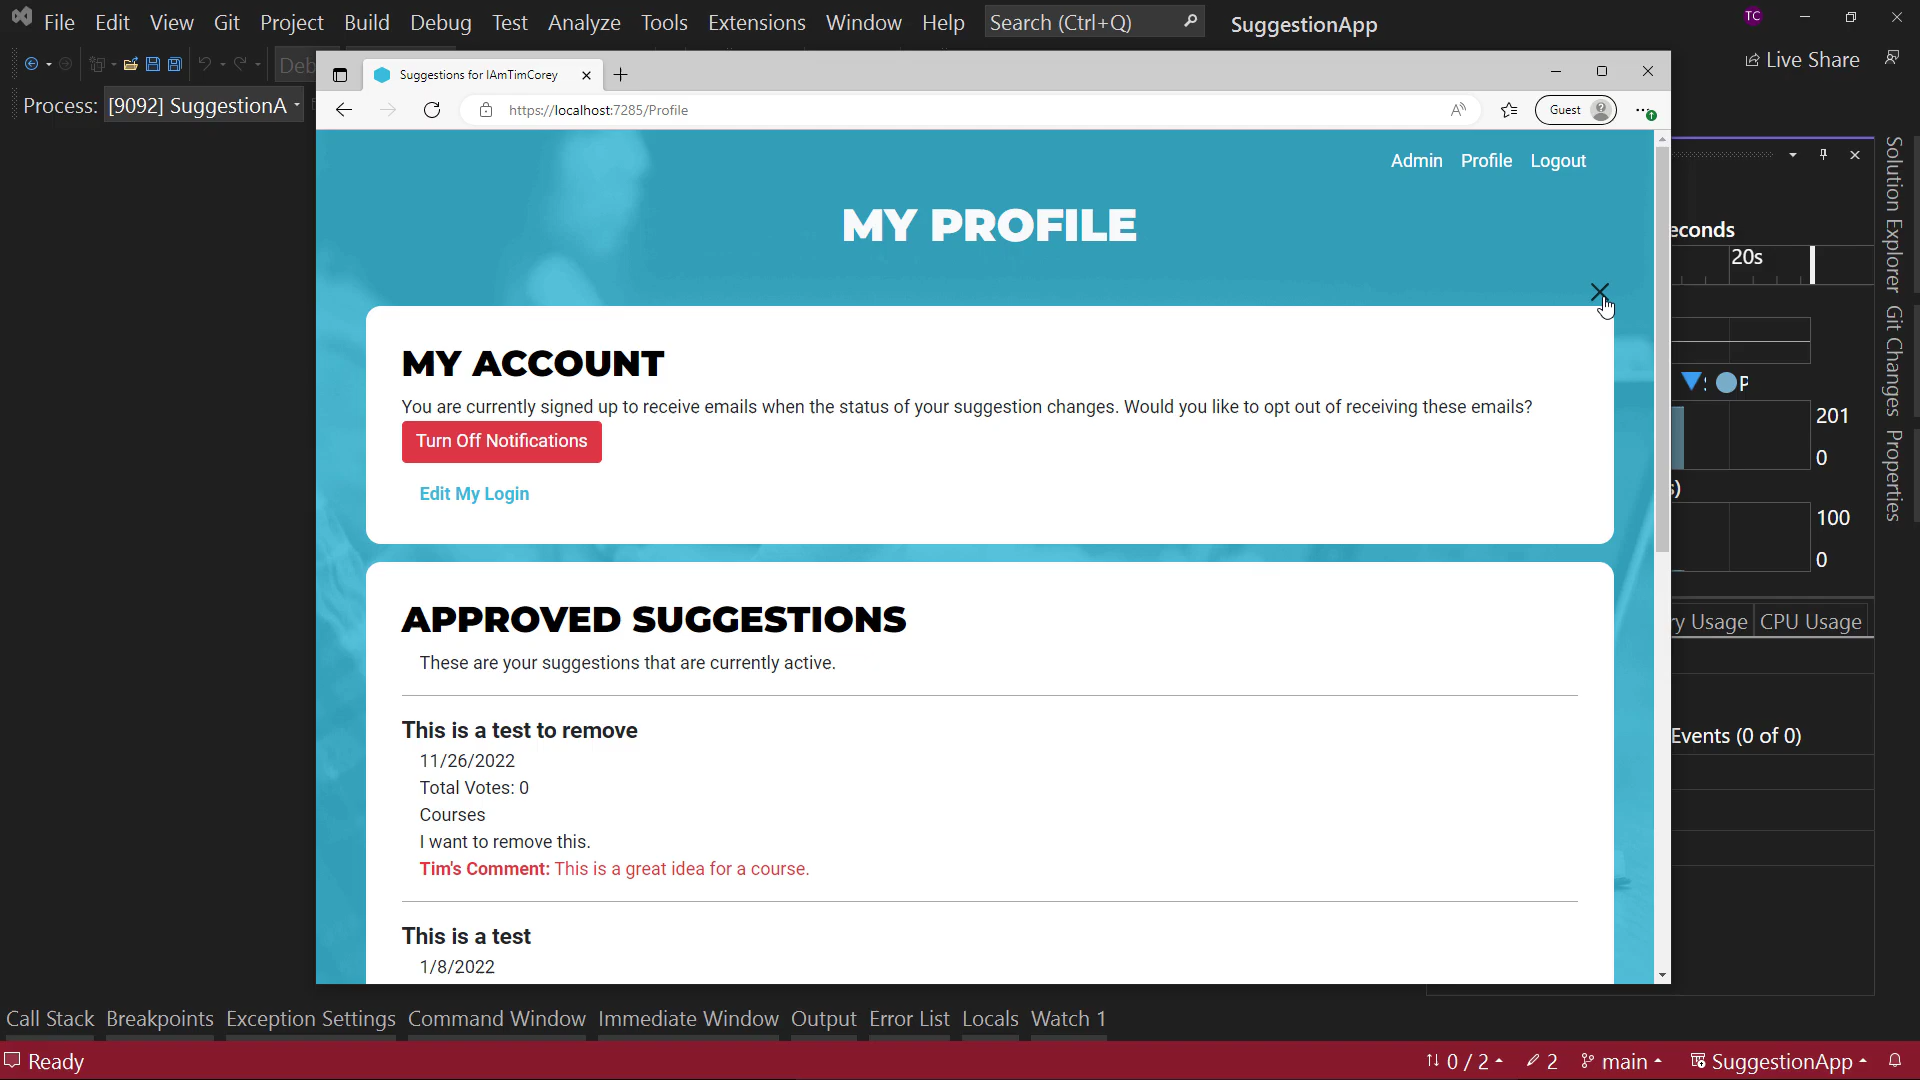 File Edit View Git Project Build Debug Test Analyze Tools Extensions Window Help Search (Ctrl+Q) SuggestionApp TC
Deb
Live Share
Process: [9092] SuggestionA
Suggestions for IAmTimCorey
https://localhost:7285/Profile
Guest
Admin Profile Logout
MY PROFILE
MY ACCOUNT
You are currently signed up to receive emails when the status of your suggestion changes. Would you like to opt out of receiving these emails?
Turn Off Notifications
Edit My Login
APPROVED SUGGESTIONS
These are your suggestions that are currently active.
This is a test to remove
11/26/2022
Total Votes: 0
Courses
I want to remove this.
Tim's Comment: This is a great idea for a course.
This is a test
1/8/2022
econds
20s
P
201
0
s)
100
0
ry Usage CPU Usage
Events (0 of 0)
Solution Explorer
Git Changes
Properties
Call Stack Breakpoints Exception Settings Command Window Immediate Window Output Error List Locals Watch 1
Ready 0 / 2 2 main SuggestionApp